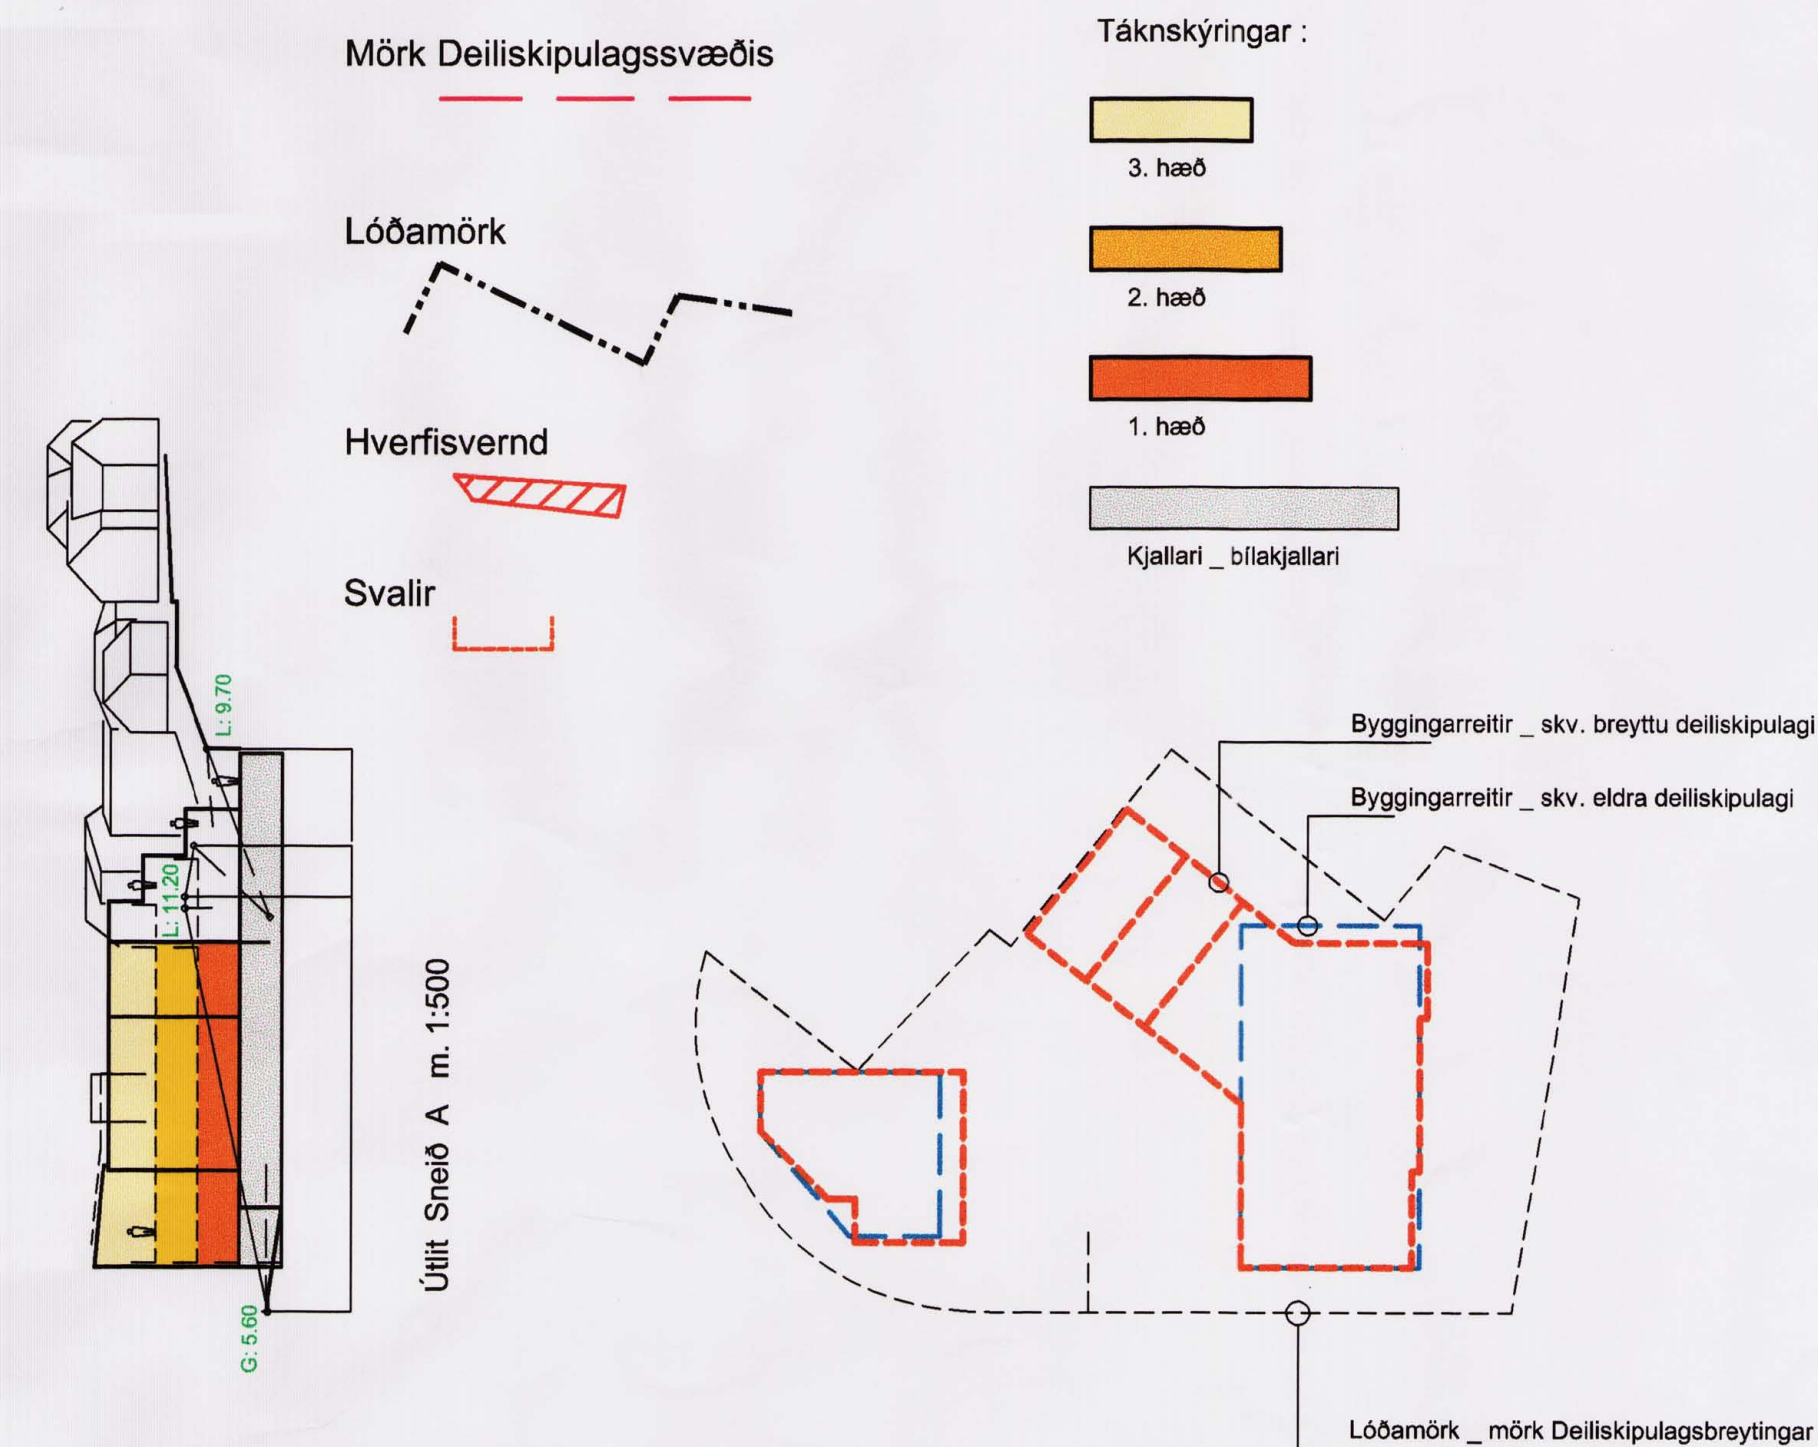 Mörk Deiliskipulagssvæðis
Lóðamörk
Hverfisvernd
Svalir
Táknskýringar :
3. hæð
2. hæð
1. hæð
Kjallari _ bílakjallari
L: 9.70
L: 11.20
G: 5.60
Útlit Sneið A m. 1:500
Byggingarreitir _ skv. breyttu deiliskipulagi
Byggingarreitir _ skv. eldra deiliskipulagi
Lóðamörk _ mörk Deiliskipulagsbreytingar